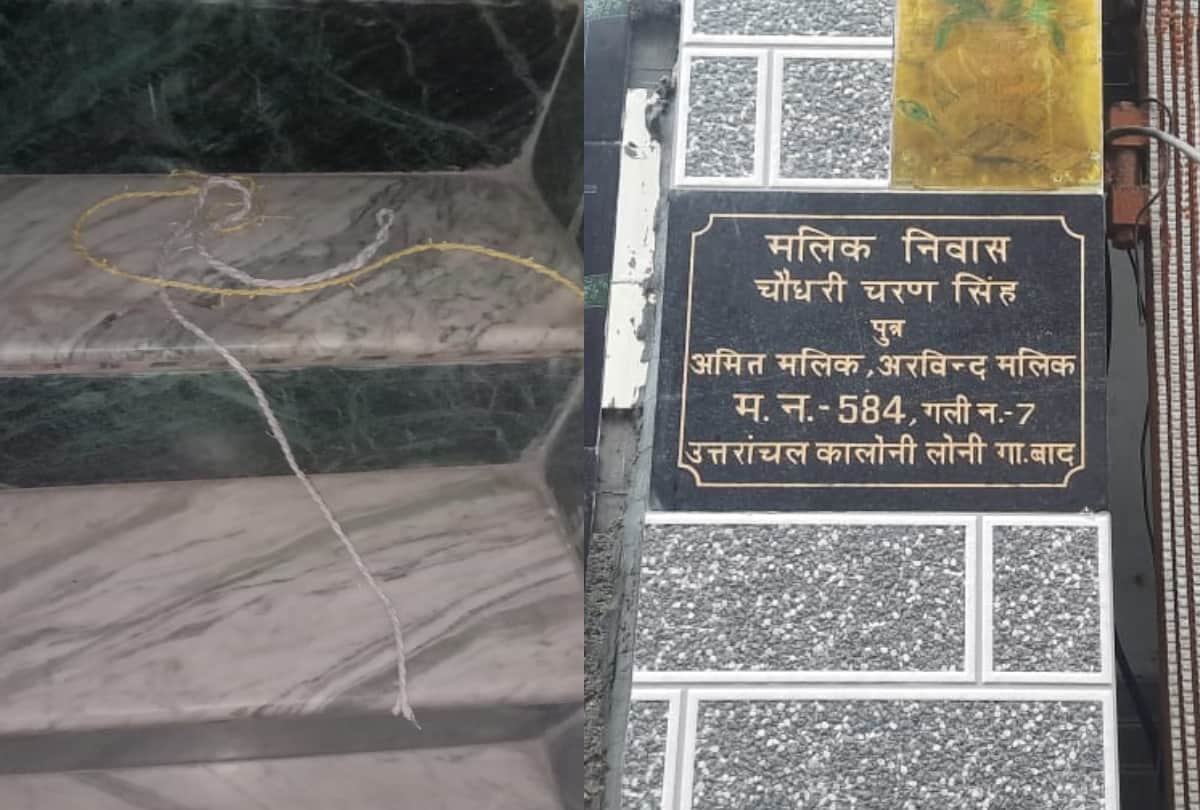 मलिक निवास
चौधरी चरण सिंह
पुत्र
अमित मलिक,अरविन्द मलिक
म. न.- 584, गली न.-7
उत्तरांचल कालोनी लोनी गा.बाद